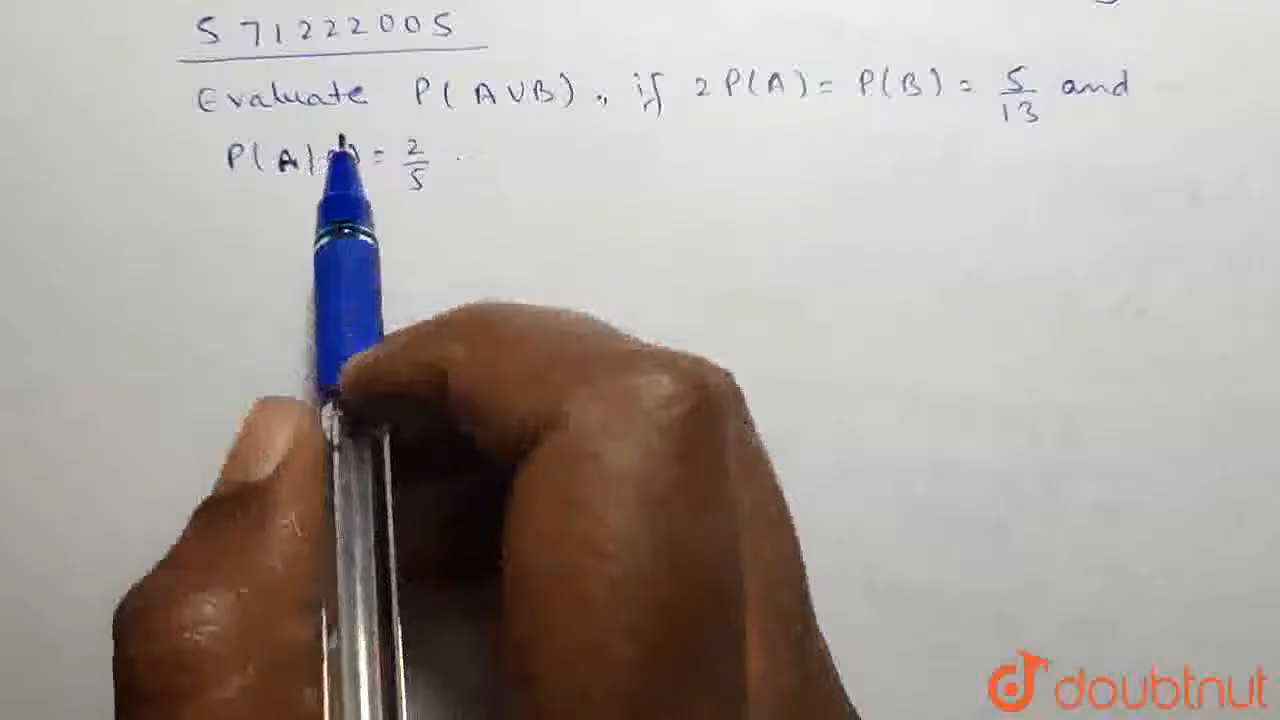 571222005
Evaluate P(A∪B), if 2P(A) = P(B) = 5/13 and
P(A| = 2/5 .
doubtnut